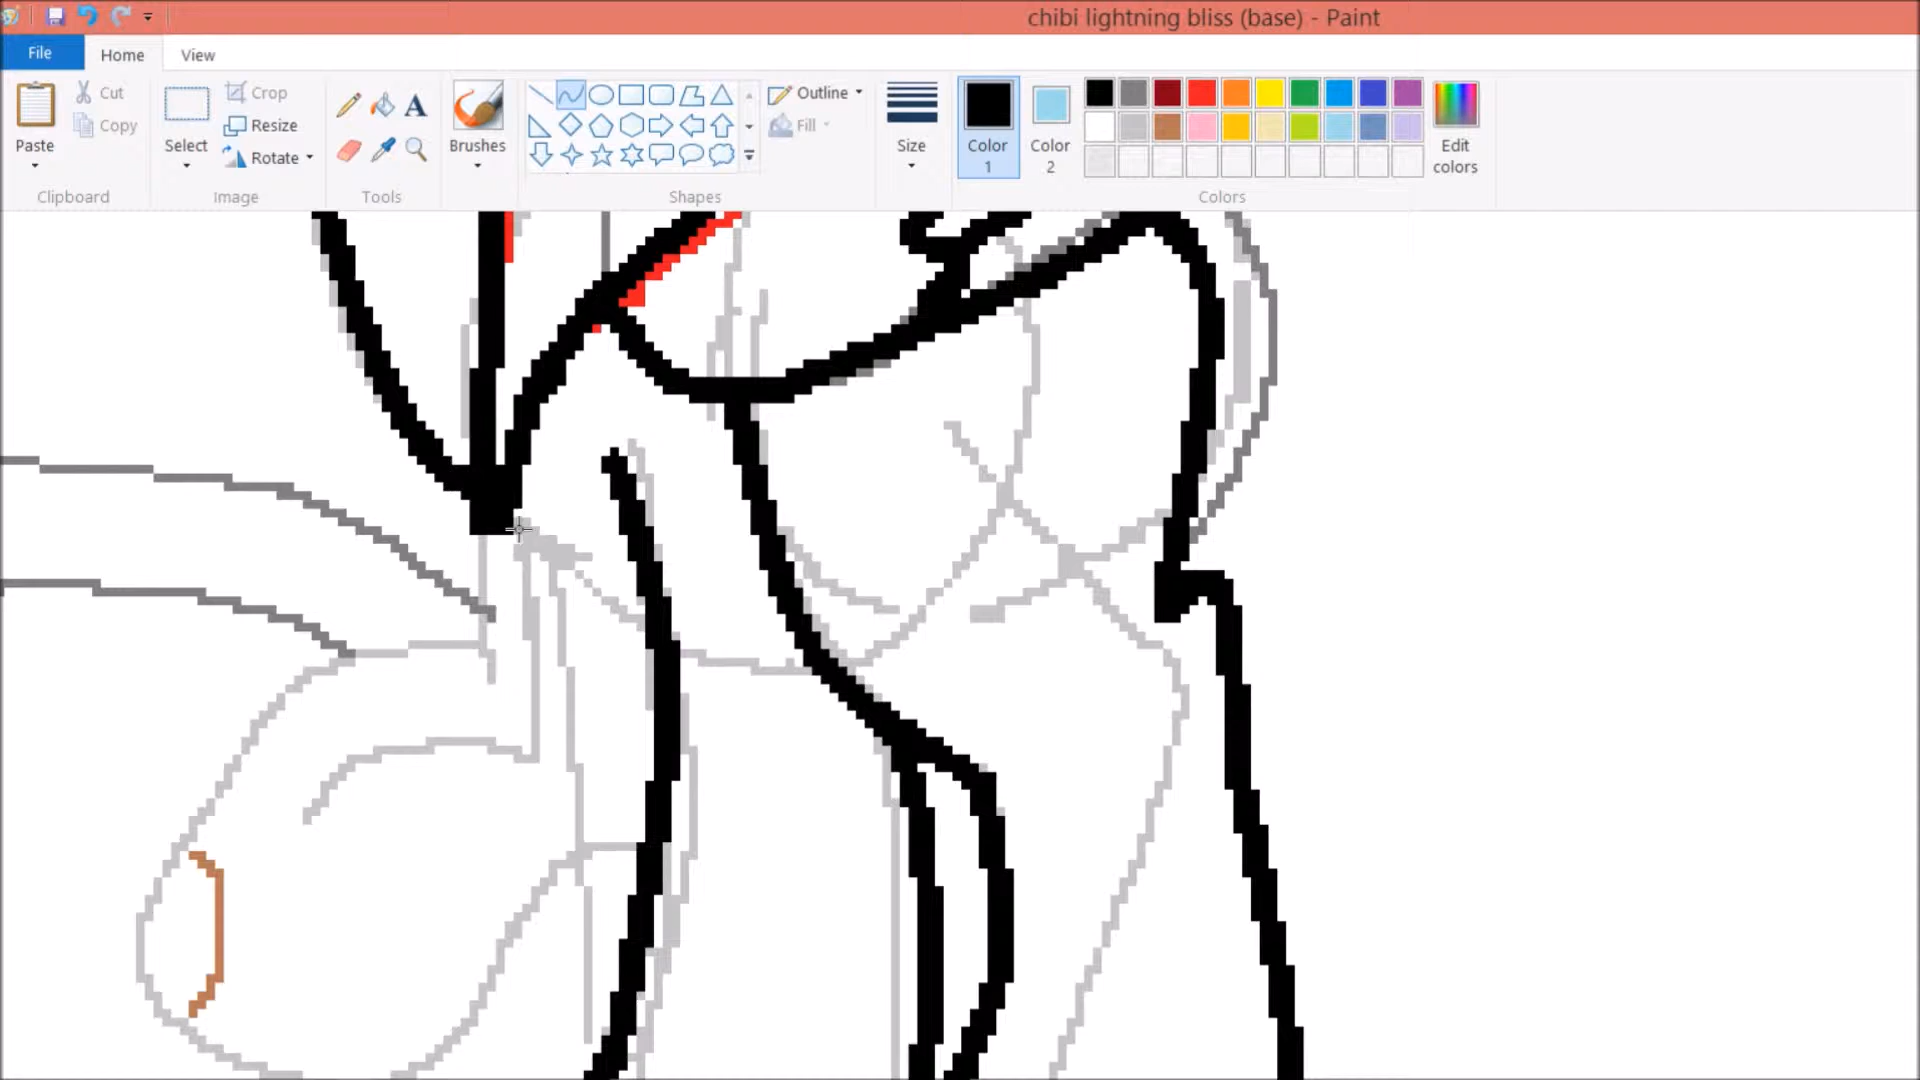 chibi lightning bliss (base) - Paint
File Home View
Paste
Cut
Copy
Clipboard
Select
Crop
Resize
Rotate
Image
Tools
Brushes
Shapes
Outline
Fill
Size
Color
1
Color
2
Colors
Edit
colors